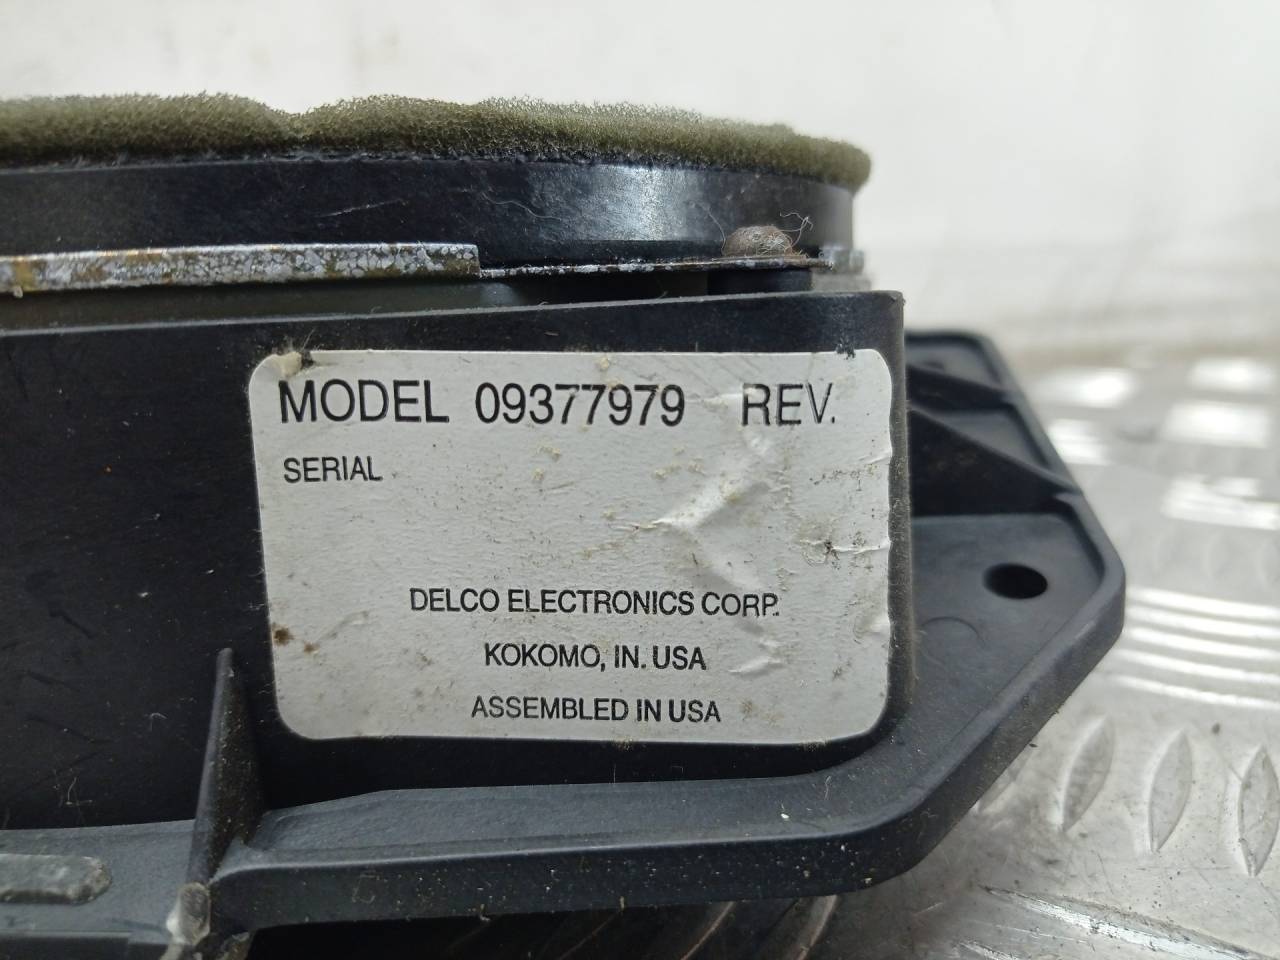 MODEL 09377979 REV.
SERIAL
DELCO ELECTRONICS CORP.
KOKOMO, IN. USA
ASSEMBLED IN USA